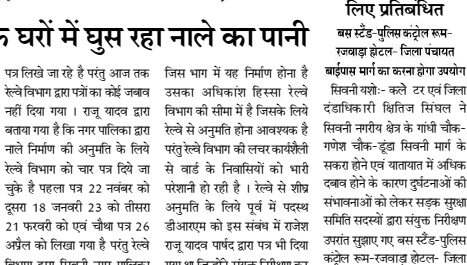 क घरों में घुस रहा नाले का पानी
पत्र लिखे जा रहे है परंतु आज तक
रेल्वे विभाग द्वारा पत्रों का कोई जबाव
नहीं दिया गया । राजू यादव द्वारा
बताया गया है कि नगर पालिका द्वारा
नाले निर्माण की अनुमति के लिये
रेल्वे विभाग को चार पत्र दिये जा
चुके है पहला पत्र 22 नवंबर को
दूसरा 18 जनवरी 23 को तीसरा
21 फरवरी को एवं चौथा पत्र 26
अप्रैल को लिखा गया है परंतु रेल्वे
जिस भाग में यह निर्माण होना है
उसका अधिकांश हिस्सा रेल्वे
विभाग की सीमा में है जिसके लिये
रेल्वे से अनुमति होना आवश्यक है
परंतु रेल्वे विभाग की लचर कार्यशैली
से वार्ड के निवासियों को भारी
परेशानी हो रही है । रेल्वे से शीघ्र
अनुमति के लिये पूर्व में पदस्थ
डीआरएम को इस संबंध में राजेश
राजू यादव पार्षद द्वारा पत्र भी दिया
लिए प्रतिबंधित
बस स्टैंड-पुलिस कंट्रोल रूम-
रजवाड़ा होटल- जिला पंचायत
बाईपास मार्ग का करना होगा उपयोग
सिवनी यशो:- कले टर एवं जिला
दंडाधिकारी क्षितिज सिंघल ने
सिवनी नगरीय क्षेत्र के गांधी चौक-
गणेश चौक-डूंडा सिवनी मार्ग के
सकरा होने एवं यातायात में अधिक
दबाव होने के कारण दुर्घटनाओं की
संभावनाओं को लेकर सड़क सुरक्षा
समिति सदस्यों द्वारा संयुक्त निरीक्षण
उपरांत सुझाए गए बस स्टैंड-पुलिस
कंट्रोल रूम-रजवाड़ा होटल- जिला